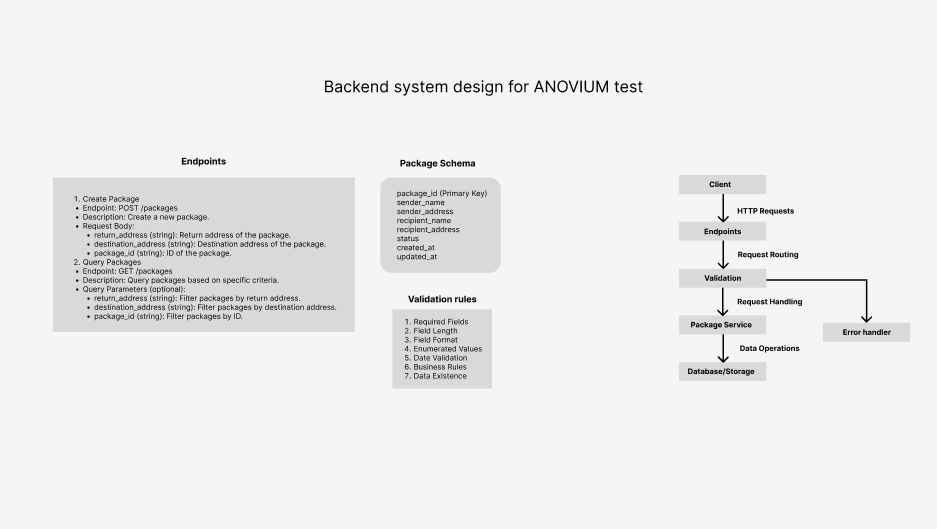 Backend system design for ANOVIUM test
Endpoints
1. Create Package
• Endpoint: POST /packages
• Description: Create a new package.
• Request Body:
• return_address (string): Return address of the package.
• destination_address (string): Destination address of the package.
• package_id (string): ID of the package.
2. Query Packages
• Endpoint: GET /packages
• Description: Query packages based on specific criteria.
• Query Parameters (optional):
• return_address (string): Filter packages by return address.
• destination_address (string): Filter packages by destination address.
• package_id (string): Filter packages by ID.
Package Schema
package_id (Primary Key)
sender_name
sender_address
recipient_name
recipient_address
status
created_at
updated_at
Validation rules
1. Required Fields
2. Field Length
3. Field Format
4. Enumerated Values
5. Date Validation
6. Business Rules
7. Data Existence
Client
HTTP Requests
Endpoints
Request Routing
Validation
Request Handling
Package Service
Error handler
Data Operations
Database/Storage